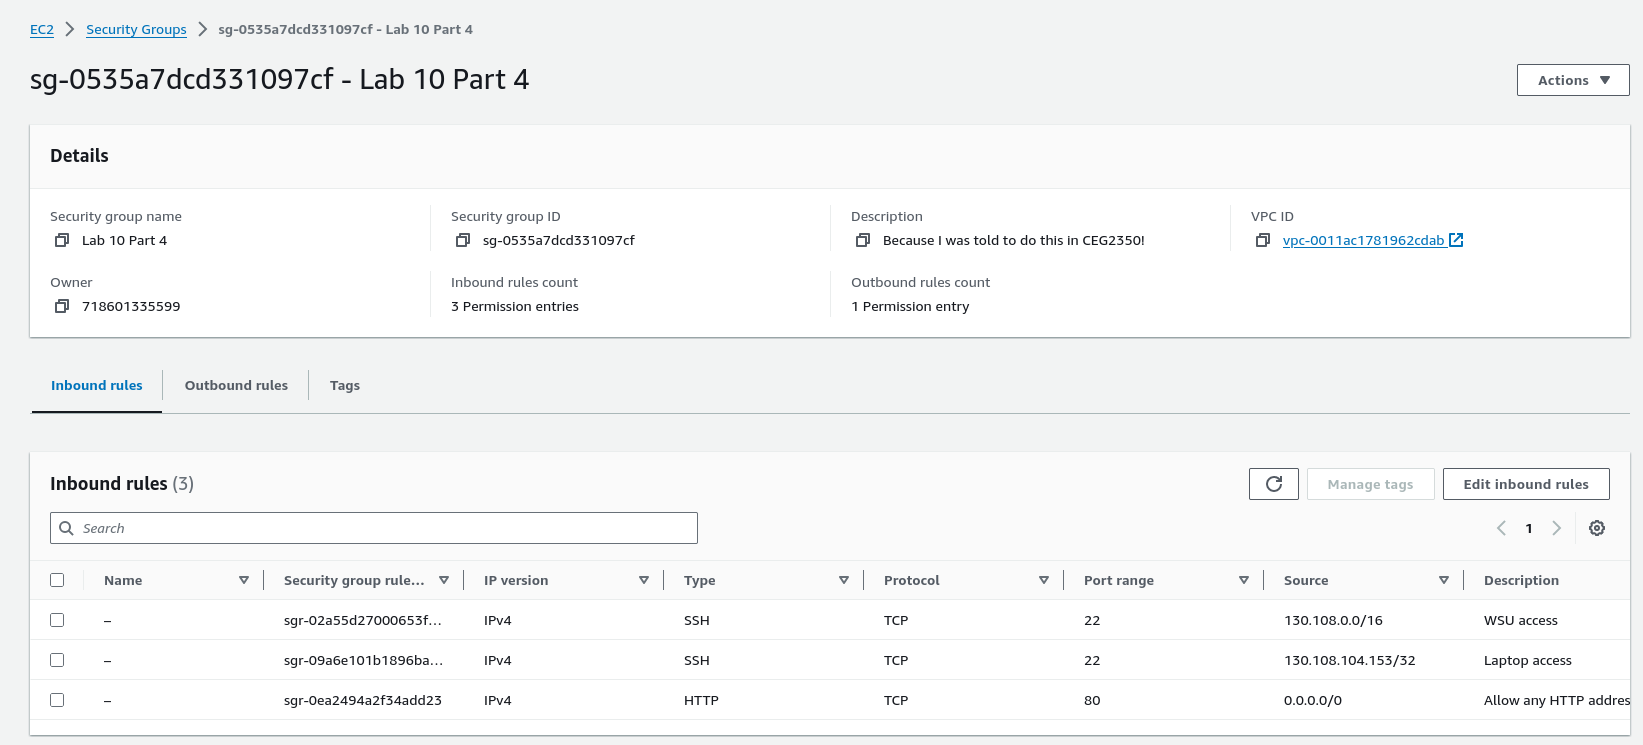 EC2 Security Groups sg-0535a7dcd331097cf - Lab 10 Part 4
sg-0535a7dcd331097cf - Lab 10 Part 4
Actions
Details
Security group name Security group ID Description VPC ID
Lab 10 Part 4 sg-0535a7dcd331097cf Because I was told to do this in CEG2350! vpc-0011ac1781962cdab
Owner Inbound rules count Outbound rules count
718601335599 3 Permission entries 1 Permission entry
Inbound rules Outbound rules Tags
Inbound rules (3) Manage tags Edit inbound rules
Search 1
Name Security group rule... IP version Type Protocol Port range Source Description
– sgr-02a55d27000653f... IPv4 SSH TCP 22 130.108.0.0/16 WSU access
– sgr-09a6e101b1896ba... IPv4 SSH TCP 22 130.108.104.153/32 Laptop access
– sgr-0ea2494a2f34add23 IPv4 HTTP TCP 80 0.0.0.0/0 Allow any HTTP addres